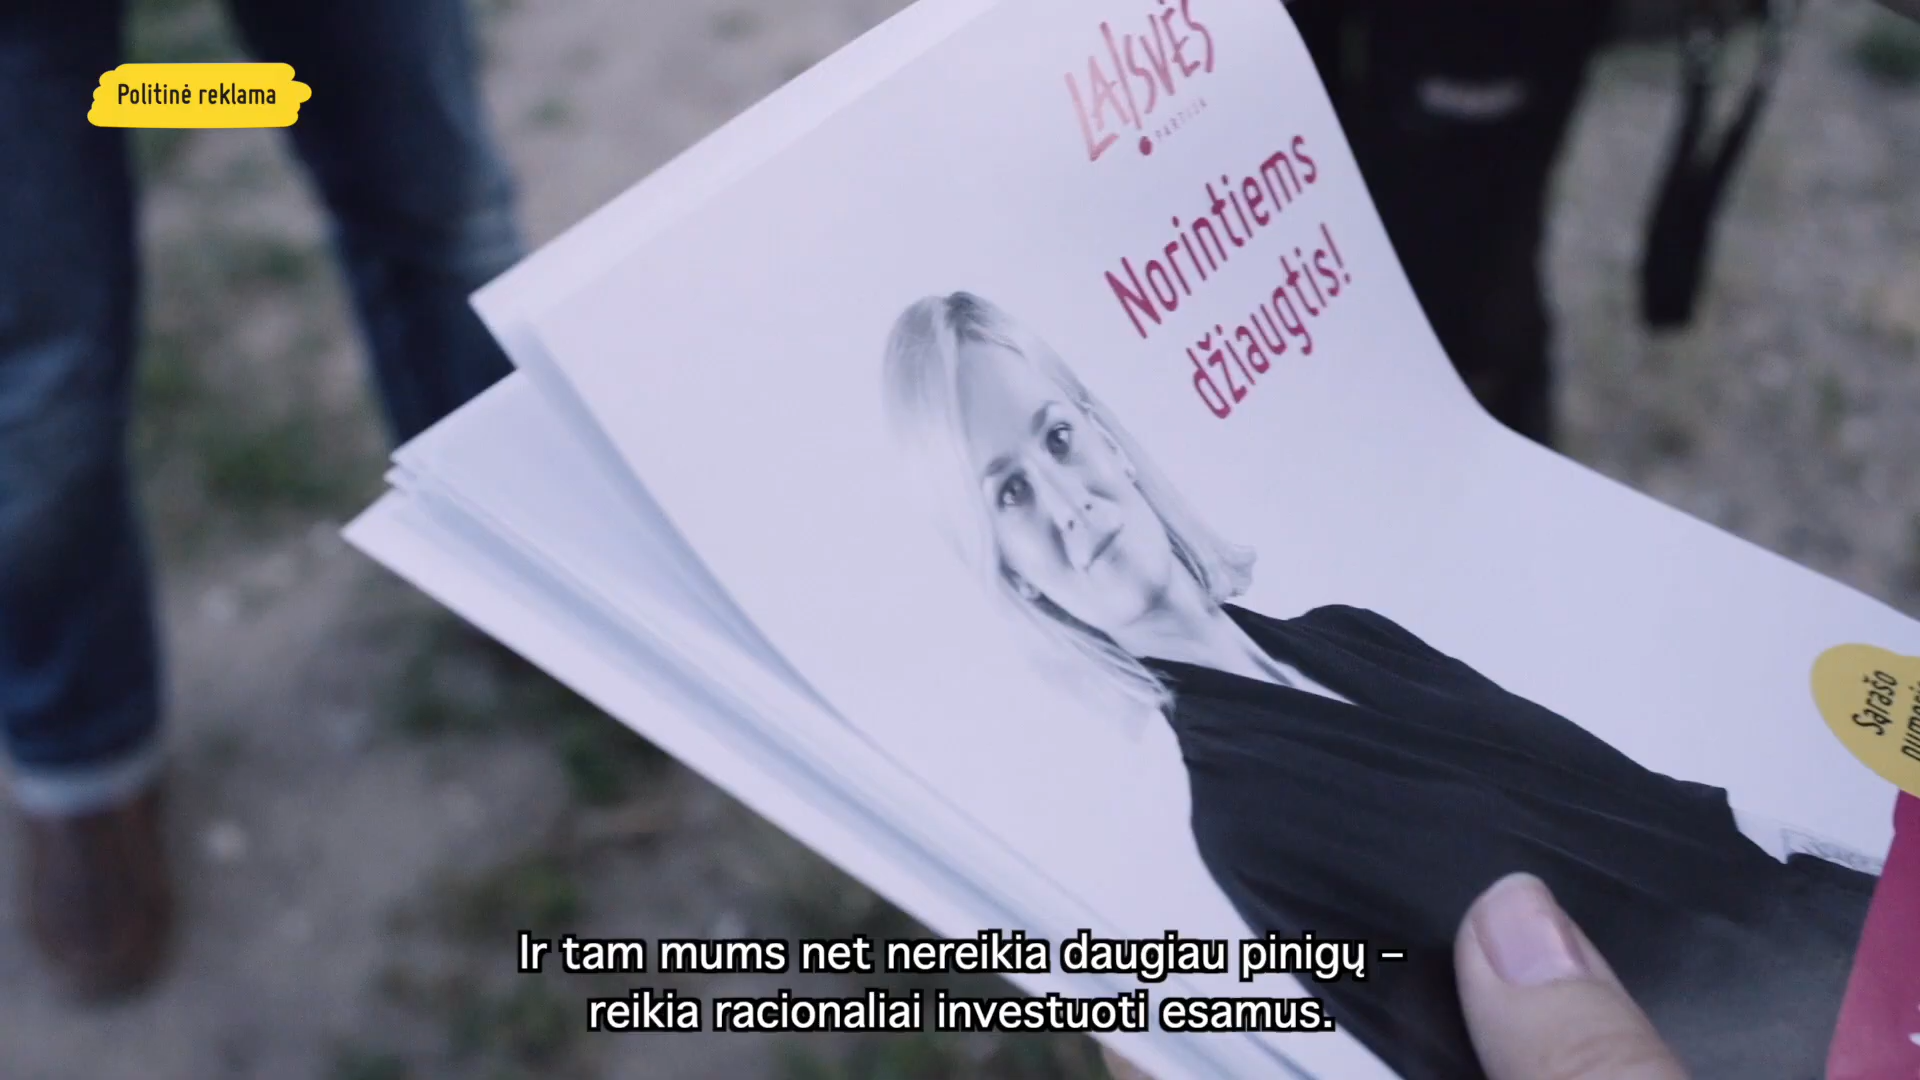 Politinė reklama
LAISVĖS
PARTIJA
Norintiems
džiaugtis!
Sąrašo
Ir tam mums net nereikia daugiau pinigų –
reikia racionaliai investuoti esamus.